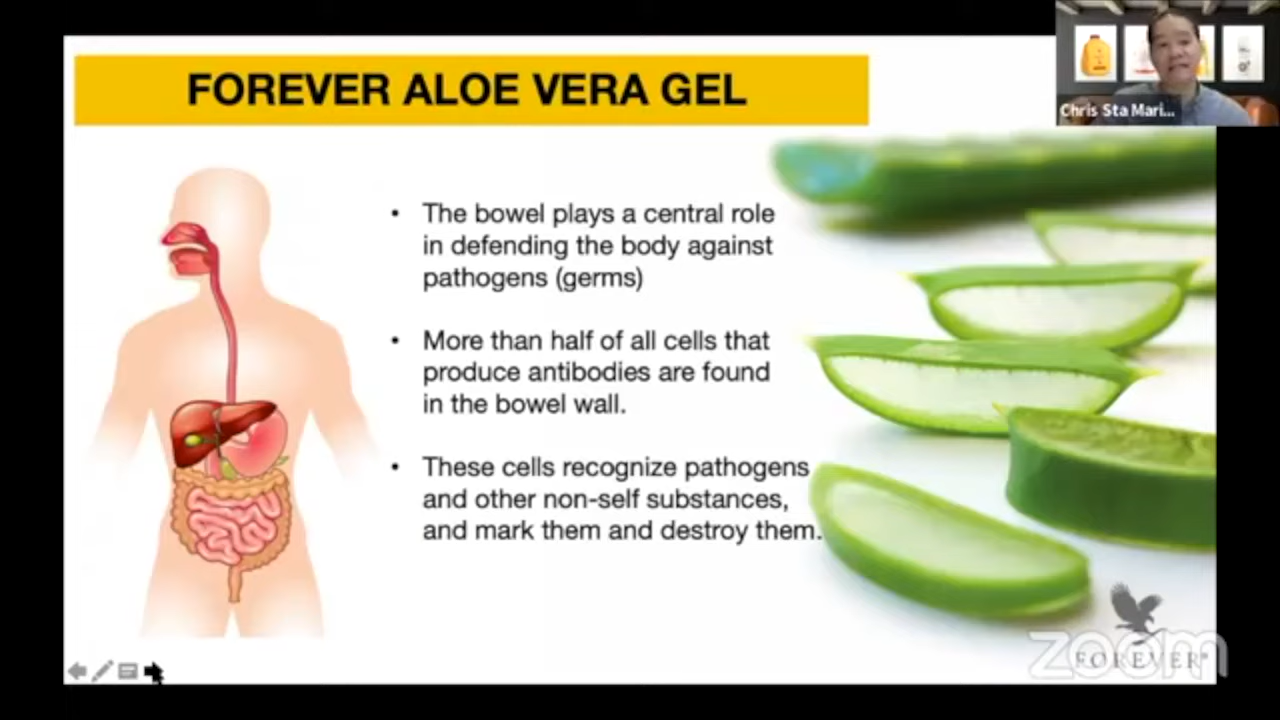 FOREVER ALOE VERA GEL
Chris Sta Mari...
• The bowel plays a central role
in defending the body against
pathogens (germs)
• More than half of all cells that
produce antibodies are found
in the bowel wall.
• These cells recognize pathogens
and other non-self substances,
and mark them and destroy them.
zoom
FOREVER®